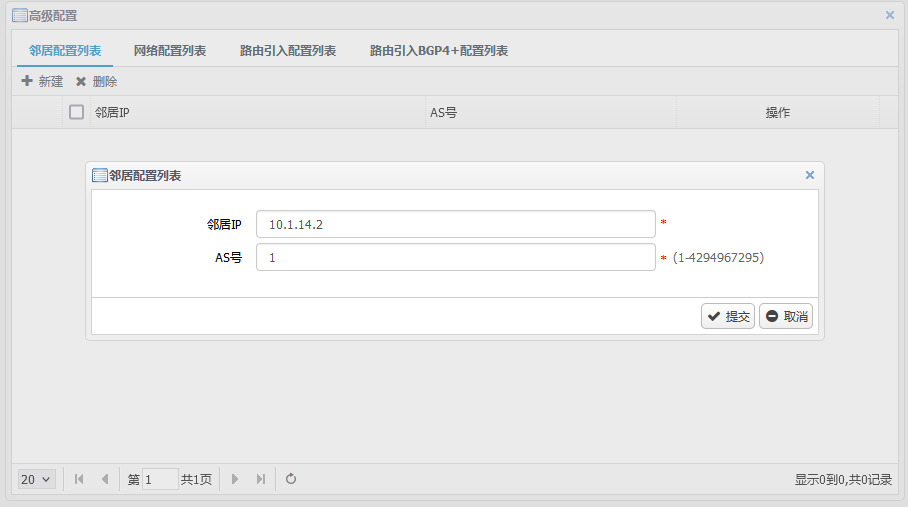 高级配置
邻居配置列表 网络配置列表 路由引入配置列表 路由引入BGP4+配置列表
新建 删除
邻居IP AS号 操作
邻居配置列表
邻居IP 10.1.14.2 *
AS号 1 * (1-4294967295)
提交 取消
20 第 1 共1页 显示0到0,共0记录